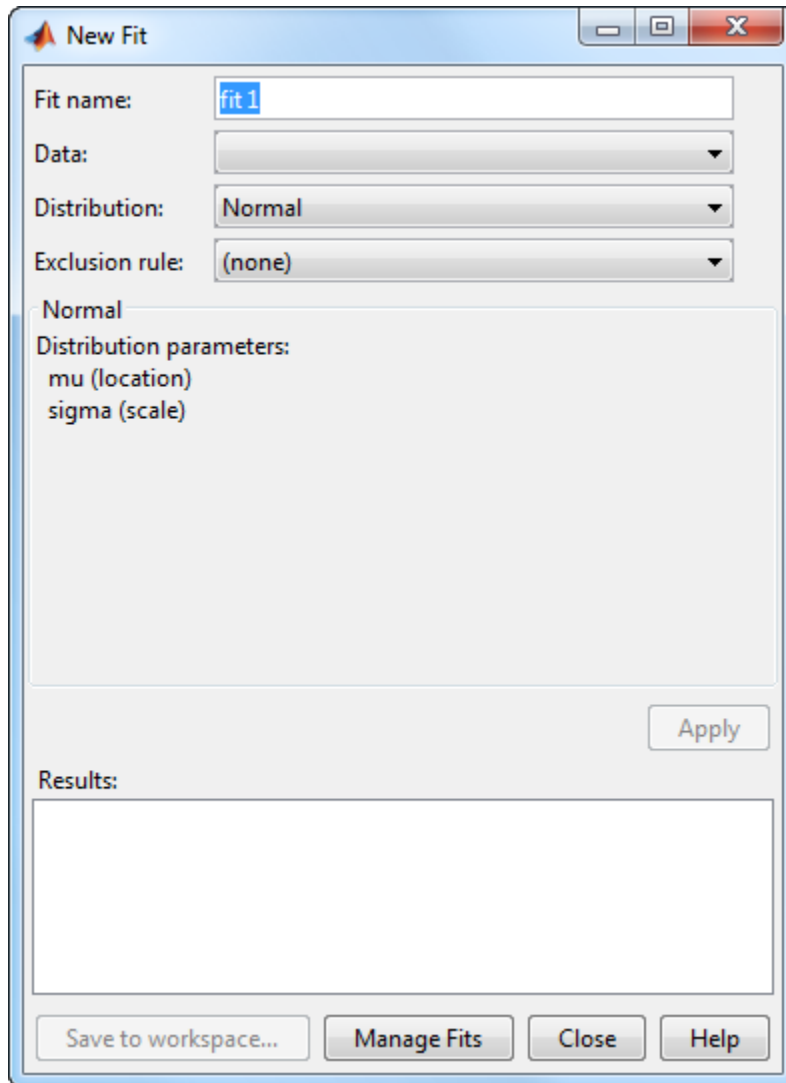 New Fit
Fit name: fit 1
Data:
Distribution: Normal
Exclusion rule: (none)
Normal
Distribution parameters:
mu (location)
sigma (scale)
Apply
Results:
Save to workspace... Manage Fits Close Help